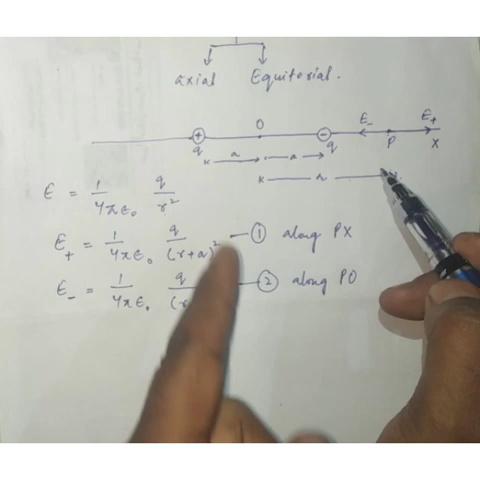 axial Equitorial.
O E₋ E₊
+ - P X
q q
a a
r
E = 1/4πε₀ q/r²
E₊ = 1/4πε₀ q/(r+a)² — ① along PX
E₋ = 1/4πε₀ q/(r — ② along PO